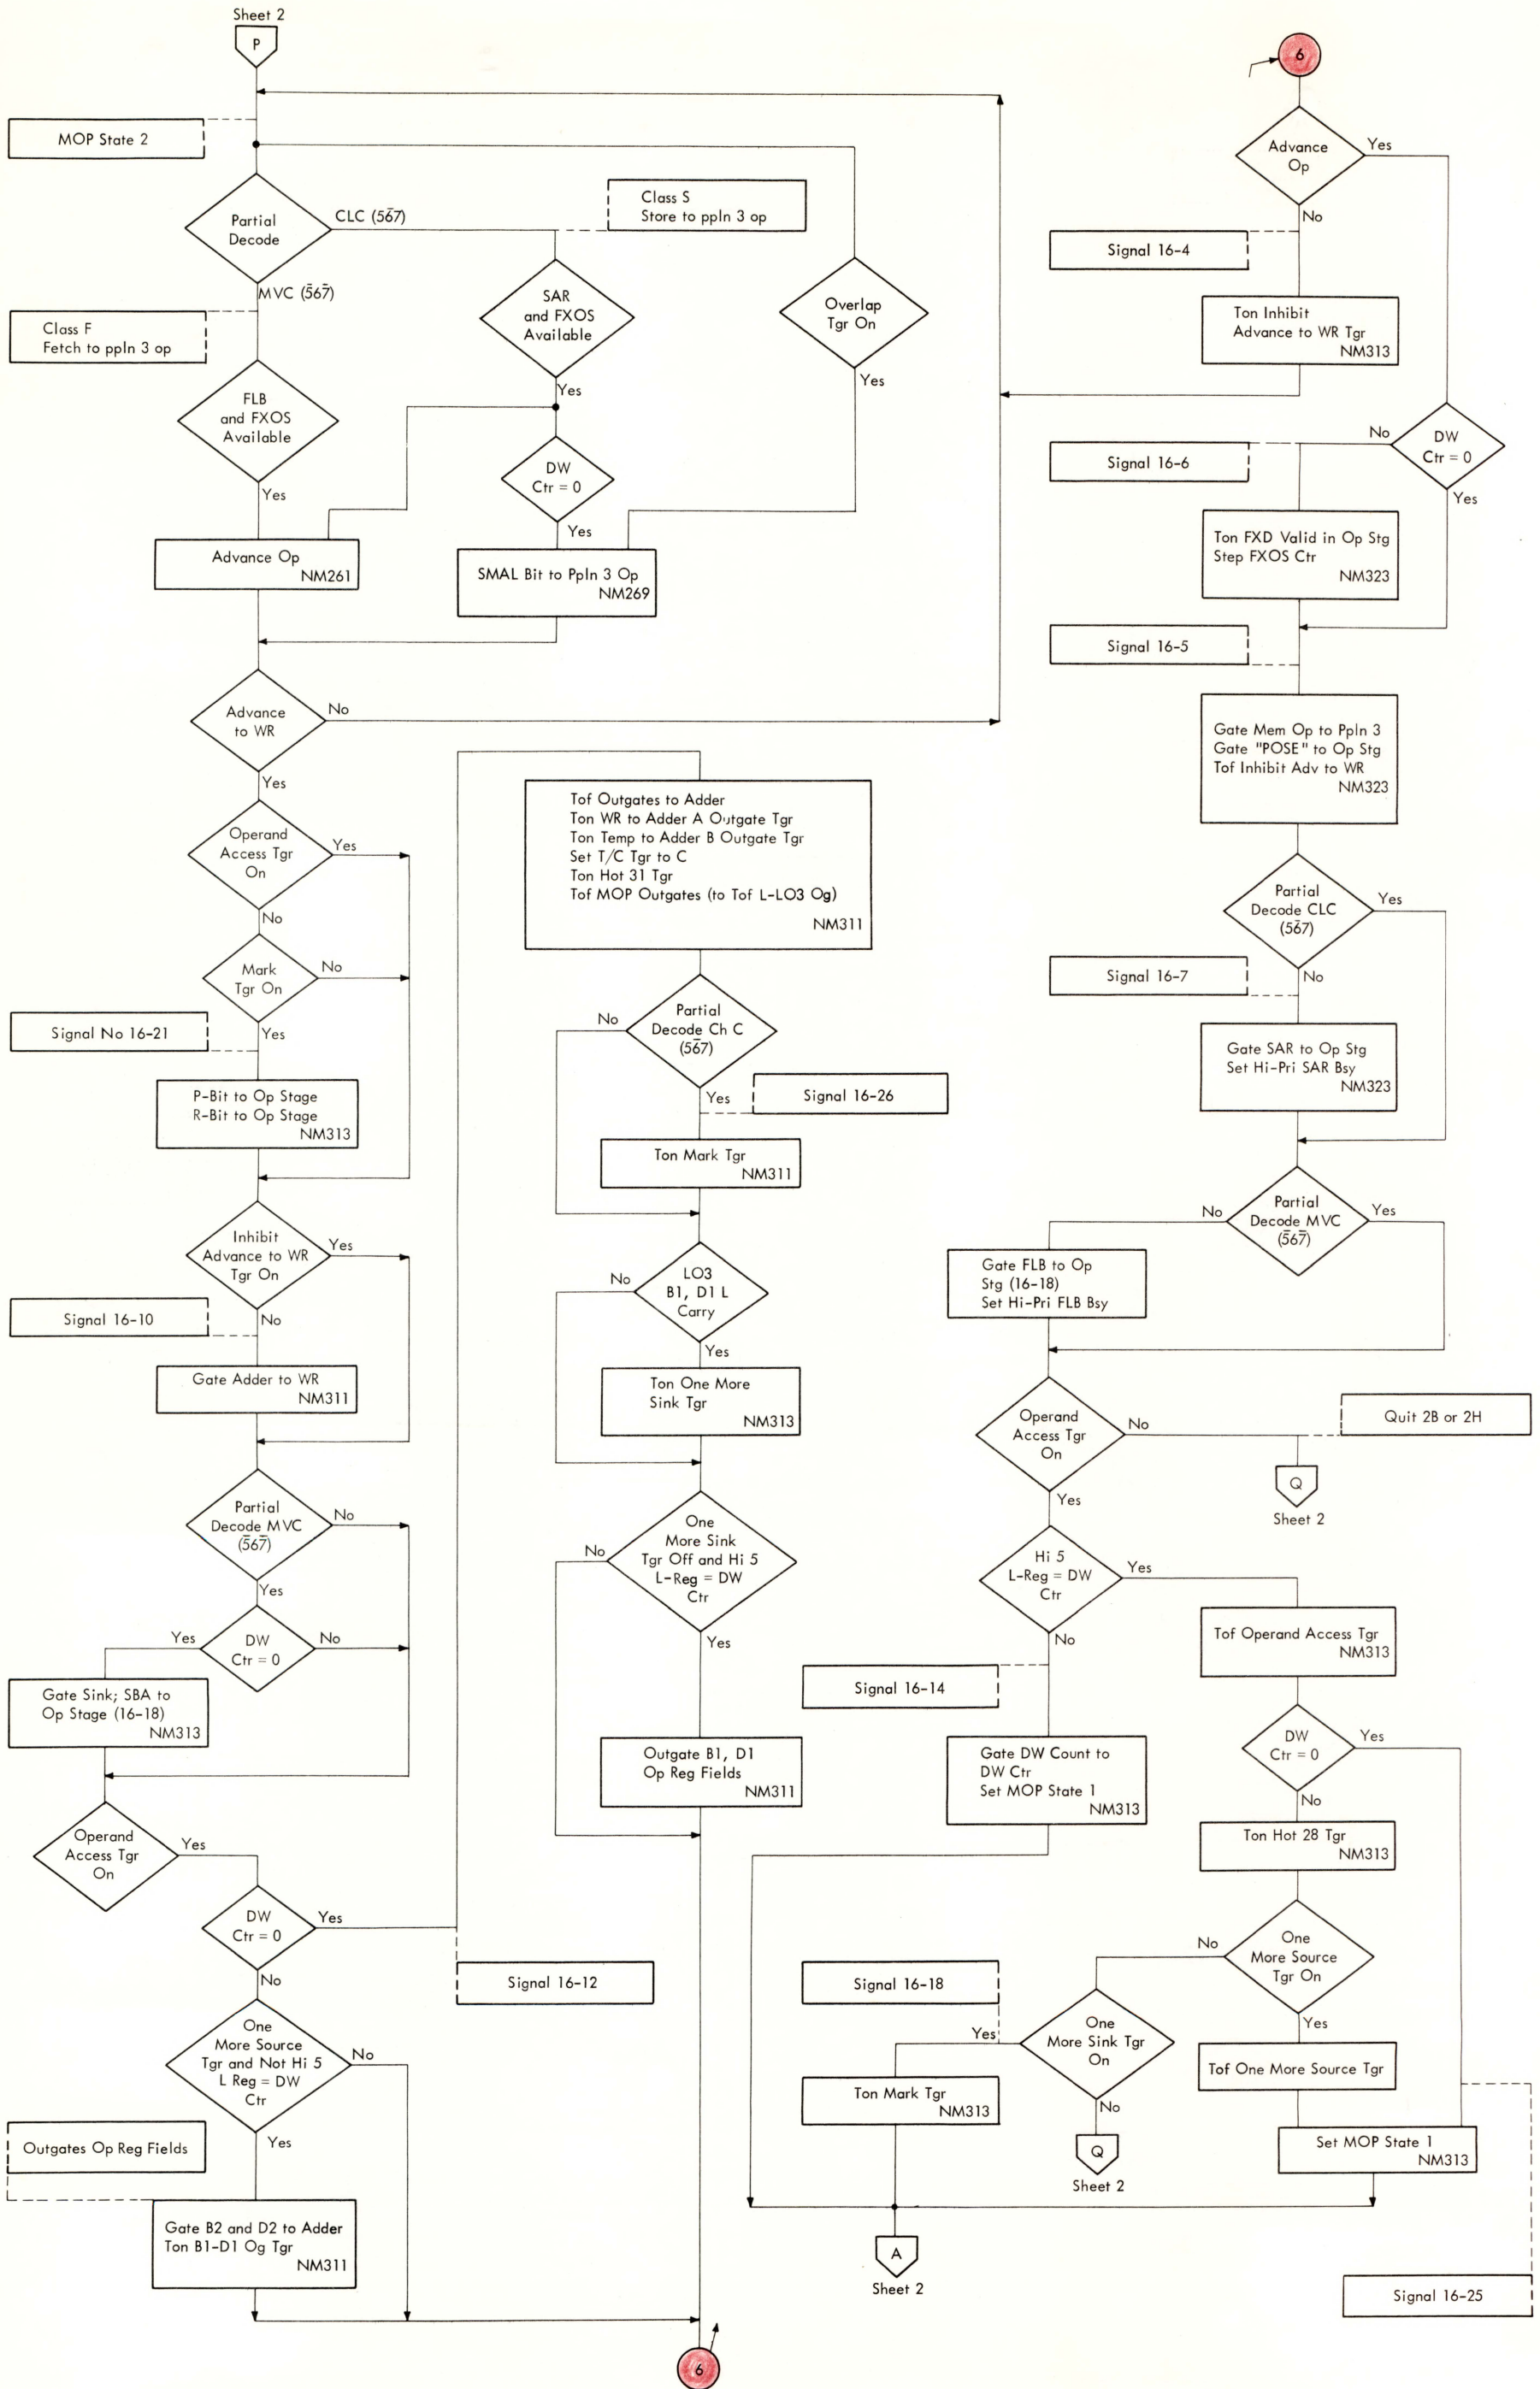 Sheet 2
P
MOP State 2
Partial
Decode
CLC (56̅7)
MVC (5̅67̅)
Class S
Store to ppln 3 op
Class F
Fetch to ppln 3 op
SAR
and FXOS
Available
Yes
Overlap
Tgr On
Yes
FLB
and FXOS
Available
Yes
DW
Ctr = 0
Yes
Advance Op
NM261
SMAL Bit to Ppln 3 Op
NM269
Advance
to WR
No
Yes
Operand
Access Tgr
On
Yes
No
Mark
Tgr On
No
Yes
Signal No 16-21
P-Bit to Op Stage
R-Bit to Op Stage
NM313
Inhibit
Advance to WR
Tgr On
Yes
No
Signal 16-10
Gate Adder to WR
NM311
Partial
Decode MVC
(5̅67̅)
No
Yes
DW
Ctr = 0
Yes
No
Gate Sink; SBA to
Op Stage (16-18)
NM313
Operand
Access Tgr
On
Yes
DW
Ctr = 0
Yes
No
Signal 16-12
One
More Source
Tgr and Not Hi 5
L Reg = DW
Ctr
No
Yes
Outgates Op Reg Fields
Gate B2 and D2 to Adder
Ton B1-D1 Og Tgr
NM311
Tof Outgates to Adder
Ton WR to Adder A Outgate Tgr
Ton Temp to Adder B Outgate Tgr
Set T/C Tgr to C
Ton Hot 31 Tgr
Tof MOP Outgates (to Tof L-LO3 Og)
NM311
Partial
Decode Ch C
(56̅7)
No
Yes
Signal 16-26
Ton Mark Tgr
NM311
LO3
B1, D1 L
Carry
No
Yes
Ton One More
Sink Tgr
NM313
One
More Sink
Tgr Off and Hi 5
L-Reg = DW
Ctr
No
Yes
Outgate B1, D1
Op Reg Fields
NM311
6
6
Advance
Op
Yes
No
Signal 16-4
Ton Inhibit
Advance to WR Tgr
NM313
DW
Ctr = 0
No
Yes
Signal 16-6
Ton FXD Valid in Op Stg
Step FXOS Ctr
NM323
Signal 16-5
Gate Mem Op to Ppln 3
Gate "POSE" to Op Stg
Tof Inhibit Adv to WR
NM323
Partial
Decode CLC
(56̅7)
Yes
No
Signal 16-7
Gate SAR to Op Stg
Set Hi-Pri SAR Bsy
NM323
Partial
Decode MVC
(5̅67̅)
No
Yes
Gate FLB to Op
Stg (16-18)
Set Hi-Pri FLB Bsy
Operand
Access Tgr
On
No
Yes
Quit 2B or 2H
Q
Sheet 2
Hi 5
L-Reg = DW
Ctr
Yes
No
Signal 16-14
Gate DW Count to
DW Ctr
Set MOP State 1
NM313
Tof Operand Access Tgr
NM313
DW
Ctr = 0
Yes
No
Ton Hot 28 Tgr
NM313
One
More Source
Tgr On
No
Yes
Signal 16-18
One
More Sink Tgr
On
Yes
No
Tof One More Source Tgr
Ton Mark Tgr
NM313
Q
Sheet 2
Set MOP State 1
NM313
A
Sheet 2
Signal 16-25